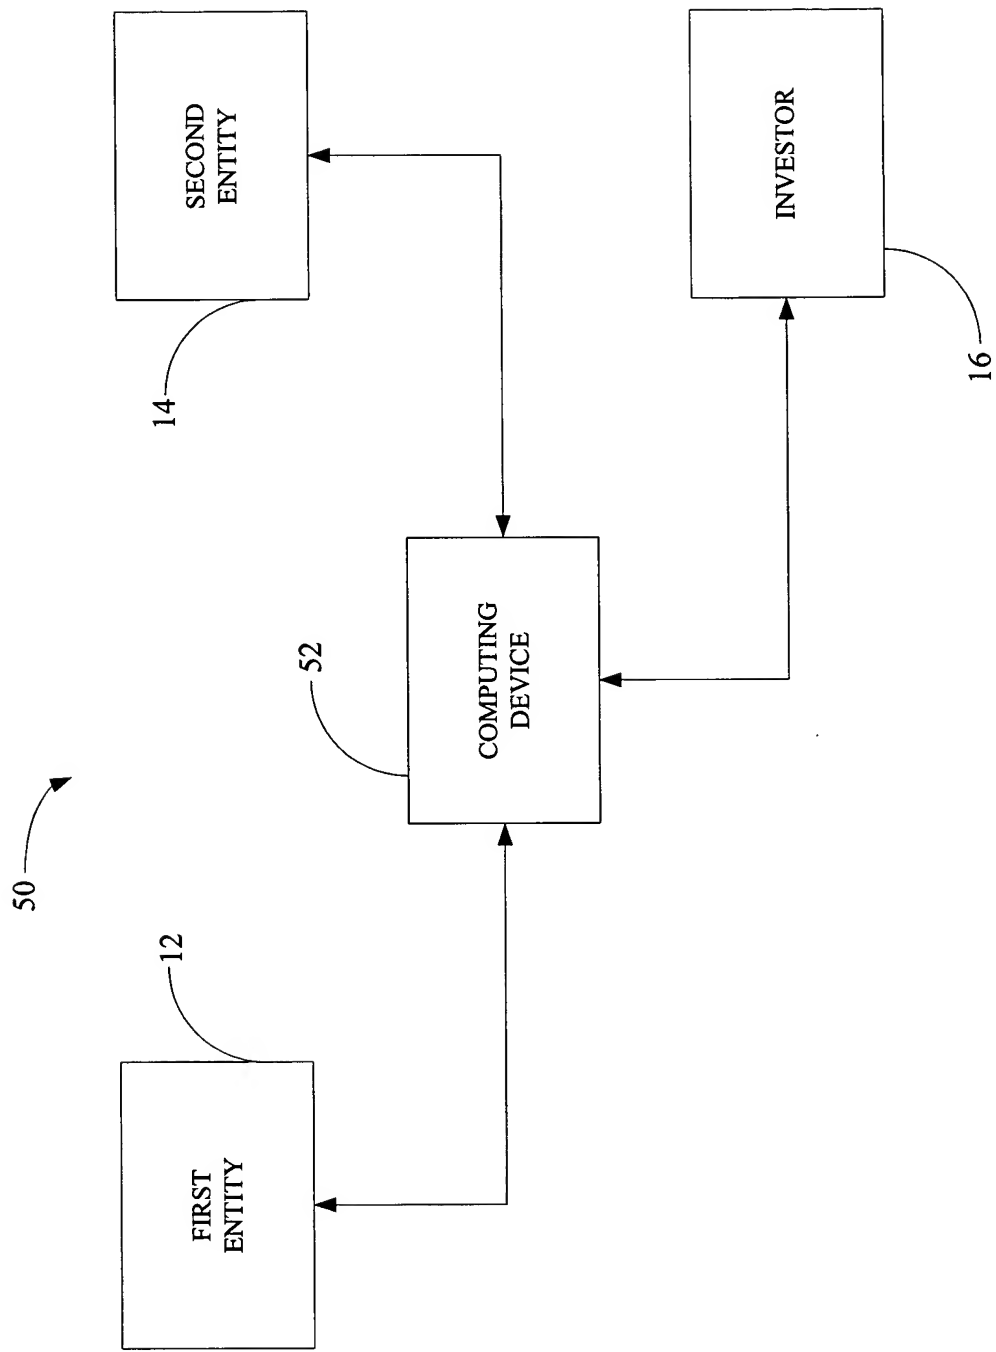 50
12
14
FIRST
ENTITY
SECOND
ENTITY
52
COMPUTING
DEVICE
INVESTOR
16